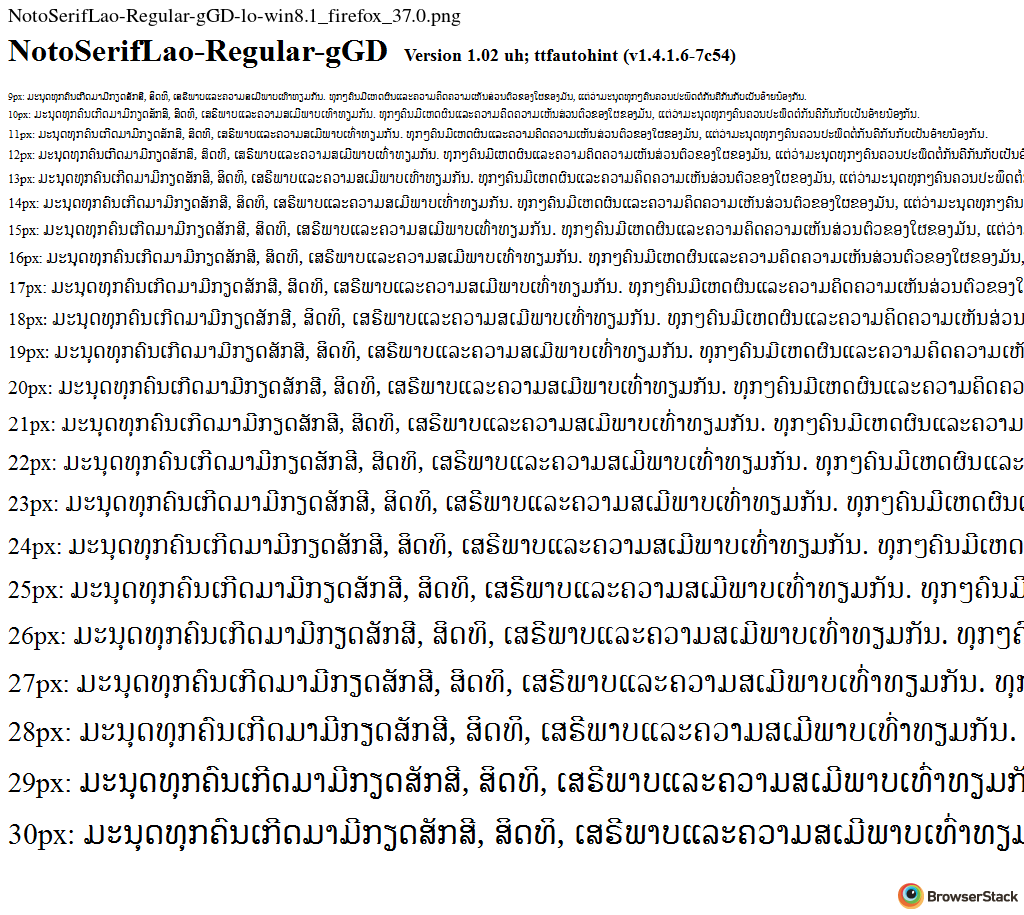 NotoSerifLao-Regular-gGD-lo-win8.1_firefox_37.0.png
NotoSerifLao-Regular-gGD Version 1.02 uh; ttfautohint (v1.4.1.6-7c54)
9px: ມະນຸດທຸກຄົນເກີດມາມີກຽດສັກສີ, ສິດທິ, ເສຣີພາບແລະຄວາມສເມີພາບເທົ່າທຽມກັນ. ທຸກໆຄົນມີເຫດຜົນແລະຄວາມຄິດຄວາມເຫັນສ່ວນຕົວຂອງໃຜຂອງມັນ, ແຕ່ວ່າມະນຸດທຸກໆຄົນຄວນປະພຶດຕໍ່ກັນຄືກັນກັບເປັນອ້າຍນ້ອງກັນ.
10px: ມະນຸດທຸກຄົນເກີດມາມີກຽດສັກສີ, ສິດທິ, ເສຣີພາບແລະຄວາມສເມີພາບເທົ່າທຽມກັນ. ທຸກໆຄົນມີເຫດຜົນແລະຄວາມຄິດຄວາມເຫັນສ່ວນຕົວຂອງໃຜຂອງມັນ, ແຕ່ວ່າມະນຸດທຸກໆຄົນຄວນປະພຶດຕໍ່ກັນຄືກັນກັບເປັນອ້າຍນ້ອງກັນ.
11px: ມະນຸດທຸກຄົນເກີດມາມີກຽດສັກສີ, ສິດທິ, ເສຣີພາບແລະຄວາມສເມີພາບເທົ່າທຽມກັນ. ທຸກໆຄົນມີເຫດຜົນແລະຄວາມຄິດຄວາມເຫັນສ່ວນຕົວຂອງໃຜຂອງມັນ, ແຕ່ວ່າມະນຸດທຸກໆຄົນຄວນປະພຶດຕໍ່ກັນຄືກັນກັບເປັນອ້າຍນ້ອງກັນ.
12px: ມະນຸດທຸກຄົນເກີດມາມີກຽດສັກສີ, ສິດທິ, ເສຣີພາບແລະຄວາມສເມີພາບເທົ່າທຽມກັນ. ທຸກໆຄົນມີເຫດຜົນແລະຄວາມຄິດຄວາມເຫັນສ່ວນຕົວຂອງໃຜຂອງມັນ, ແຕ່ວ່າມະນຸດທຸກໆຄົນຄວນປະພຶດຕໍ່ກັນຄືກັນກັບເປັນອ້
13px: ມະນຸດທຸກຄົນເກີດມາມີກຽດສັກສີ, ສິດທິ, ເສຣີພາບແລະຄວາມສເມີພາບເທົ່າທຽມກັນ. ທຸກໆຄົນມີເຫດຜົນແລະຄວາມຄິດຄວາມເຫັນສ່ວນຕົວຂອງໃຜຂອງມັນ, ແຕ່ວ່າມະນຸດທຸກໆຄົນຄວນປະພຶດຕໍ່
14px: ມະນຸດທຸກຄົນເກີດມາມີກຽດສັກສີ, ສິດທິ, ເສຣີພາບແລະຄວາມສເມີພາບເທົ່າທຽມກັນ. ທຸກໆຄົນມີເຫດຜົນແລະຄວາມຄິດຄວາມເຫັນສ່ວນຕົວຂອງໃຜຂອງມັນ, ແຕ່ວ່າມະນຸດທຸກໆຄົນ
15px: ມະນຸດທຸກຄົນເກີດມາມີກຽດສັກສີ, ສິດທິ, ເສຣີພາບແລະຄວາມສເມີພາບເທົ່າທຽມກັນ. ທຸກໆຄົນມີເຫດຜົນແລະຄວາມຄິດຄວາມເຫັນສ່ວນຕົວຂອງໃຜຂອງມັນ, ແຕ່ວ່າ
16px: ມະນຸດທຸກຄົນເກີດມາມີກຽດສັກສີ, ສິດທິ, ເສຣີພາບແລະຄວາມສເມີພາບເທົ່າທຽມກັນ. ທຸກໆຄົນມີເຫດຜົນແລະຄວາມຄິດຄວາມເຫັນສ່ວນຕົວຂອງໃຜຂອງມັນ,
17px: ມະນຸດທຸກຄົນເກີດມາມີກຽດສັກສີ, ສິດທິ, ເສຣີພາບແລະຄວາມສເມີພາບເທົ່າທຽມກັນ. ທຸກໆຄົນມີເຫດຜົນແລະຄວາມຄິດຄວາມເຫັນສ່ວນຕົວຂອງໃ
18px: ມະນຸດທຸກຄົນເກີດມາມີກຽດສັກສີ, ສິດທິ, ເສຣີພາບແລະຄວາມສເມີພາບເທົ່າທຽມກັນ. ທຸກໆຄົນມີເຫດຜົນແລະຄວາມຄິດຄວາມເຫັນສ່ວນ
19px: ມະນຸດທຸກຄົນເກີດມາມີກຽດສັກສີ, ສິດທິ, ເສຣີພາບແລະຄວາມສເມີພາບເທົ່າທຽມກັນ. ທຸກໆຄົນມີເຫດຜົນແລະຄວາມຄິດຄວາມເຫັ
20px: ມະນຸດທຸກຄົນເກີດມາມີກຽດສັກສີ, ສິດທິ, ເສຣີພາບແລະຄວາມສເມີພາບເທົ່າທຽມກັນ. ທຸກໆຄົນມີເຫດຜົນແລະຄວາມຄິດຄວ
21px: ມະນຸດທຸກຄົນເກີດມາມີກຽດສັກສີ, ສິດທິ, ເສຣີພາບແລະຄວາມສເມີພາບເທົ່າທຽມກັນ. ທຸກໆຄົນມີເຫດຜົນແລະຄວາມ
22px: ມະນຸດທຸກຄົນເກີດມາມີກຽດສັກສີ, ສິດທິ, ເສຣີພາບແລະຄວາມສເມີພາບເທົ່າທຽມກັນ. ທຸກໆຄົນມີເຫດຜົນແລະ
23px: ມະນຸດທຸກຄົນເກີດມາມີກຽດສັກສີ, ສິດທິ, ເສຣີພາບແລະຄວາມສເມີພາບເທົ່າທຽມກັນ. ທຸກໆຄົນມີເຫດຜົນແ
24px: ມະນຸດທຸກຄົນເກີດມາມີກຽດສັກສີ, ສິດທິ, ເສຣີພາບແລະຄວາມສເມີພາບເທົ່າທຽມກັນ. ທຸກໆຄົນມີເຫດ
25px: ມະນຸດທຸກຄົນເກີດມາມີກຽດສັກສີ, ສິດທິ, ເສຣີພາບແລະຄວາມສເມີພາບເທົ່າທຽມກັນ. ທຸກໆຄົນມີ
26px: ມະນຸດທຸກຄົນເກີດມາມີກຽດສັກສີ, ສິດທິ, ເສຣີພາບແລະຄວາມສເມີພາບເທົ່າທຽມກັນ. ທຸກໆຄົ
27px: ມະນຸດທຸກຄົນເກີດມາມີກຽດສັກສີ, ສິດທິ, ເສຣີພາບແລະຄວາມສເມີພາບເທົ່າທຽມກັນ. ທຸກ
28px: ມະນຸດທຸກຄົນເກີດມາມີກຽດສັກສີ, ສິດທິ, ເສຣີພາບແລະຄວາມສເມີພາບເທົ່າທຽມກັນ.
29px: ມະນຸດທຸກຄົນເກີດມາມີກຽດສັກສີ, ສິດທິ, ເສຣີພາບແລະຄວາມສເມີພາບເທົ່າທຽມກັ
30px: ມະນຸດທຸກຄົນເກີດມາມີກຽດສັກສີ, ສິດທິ, ເສຣີພາບແລະຄວາມສເມີພາບເທົ່າທຽມ
BrowserStack